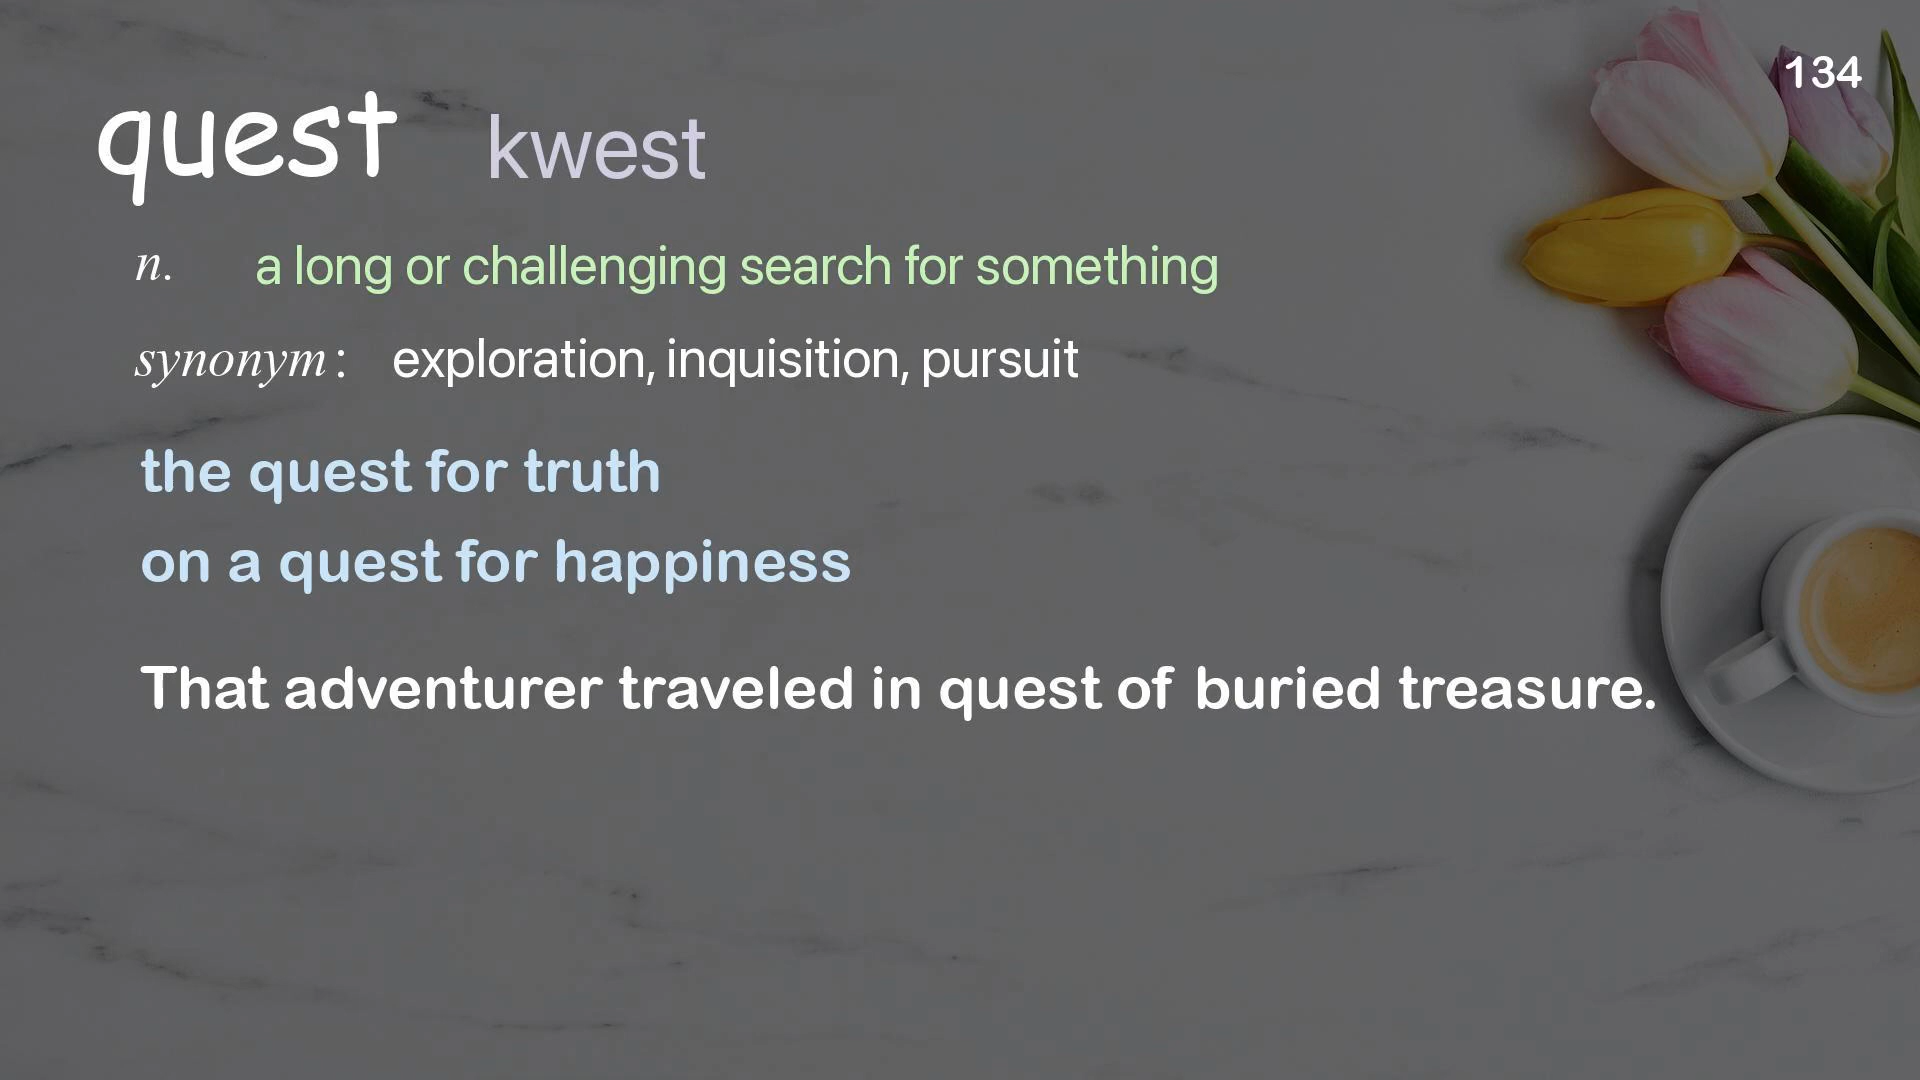 134
quest kwest
n. a long or challenging search for something
synonym: exploration, inquisition, pursuit
the quest for truth
on a quest for happiness
That adventurer traveled in quest of buried treasure.